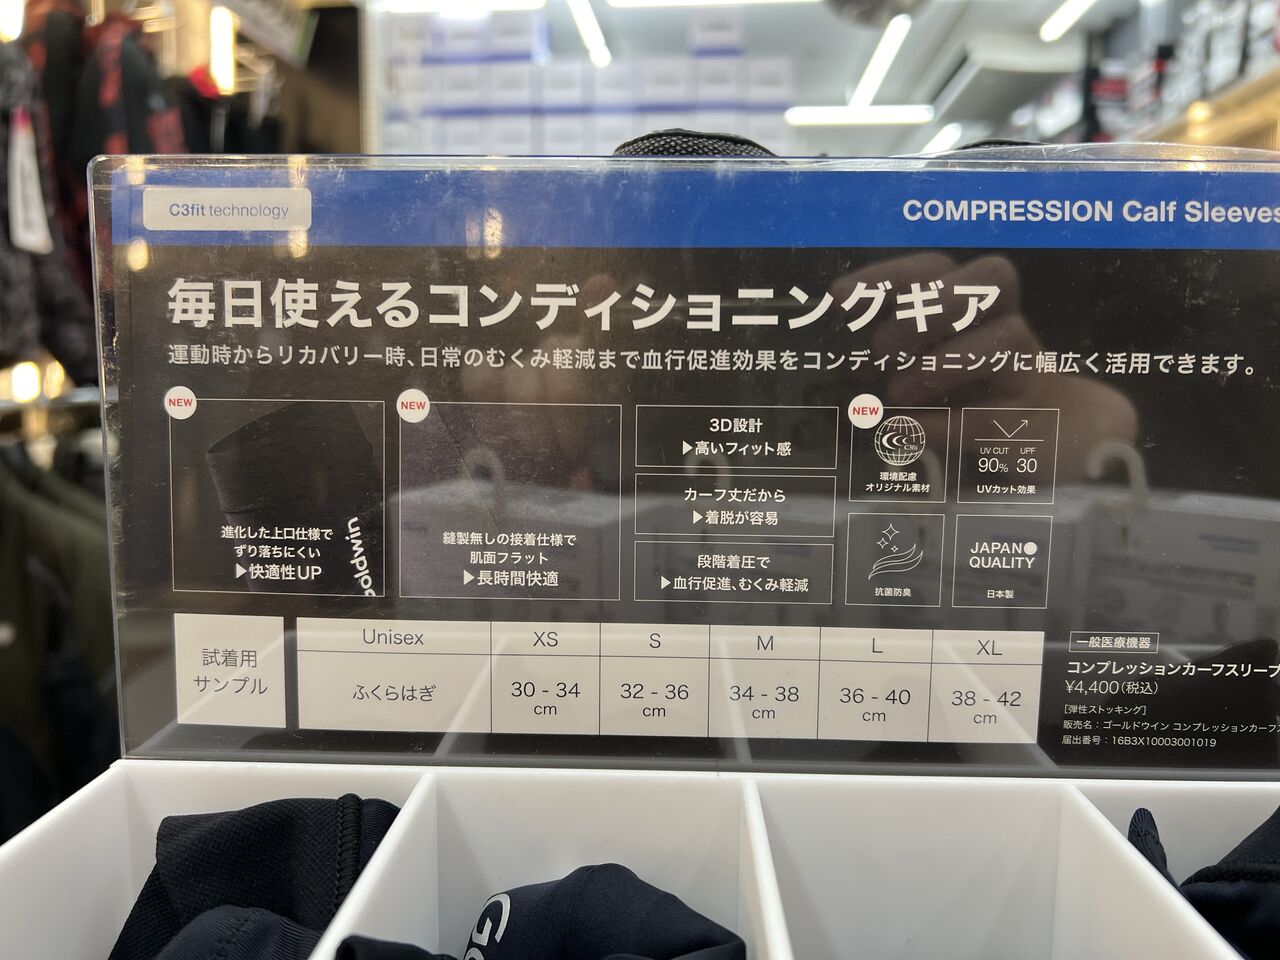 C3fit technology
COMPRESSION Calf Sleeves
毎日使えるコンディショニングギア
運動時からリカバリー時、日常のむくみ軽減まで血行促進効果をコンディショニングに幅広く活用できます。
NEW
進化した上口仕様で
ずり落ちにくい
▶快適性UP
oldwin
NEW
縫製無しの接着仕様で
肌面フラット
▶長時間快適
3D設計
▶高いフィット感
カーフ丈だから
▶着脱が容易
段階着圧で
▶血行促進、むくみ軽減
NEW
C3fit
環境配慮
オリジナル素材
UV CUT UPF
90% 30
UVカット効果
抗菌防臭
JAPAN
QUALITY
日本製
試着用
サンプル
Unisex XS S M L XL
ふくらはぎ 30 - 34 cm 32 - 36 cm 34 - 38 cm 36 - 40 cm 38 - 42 cm
一般医療機器
コンプレッションカーフスリーブ
¥4,400(税込)
[弾性ストッキング]
販売名：ゴールドウイン コンプレッションカーフス
届出番号：16B3X10003001019
Go